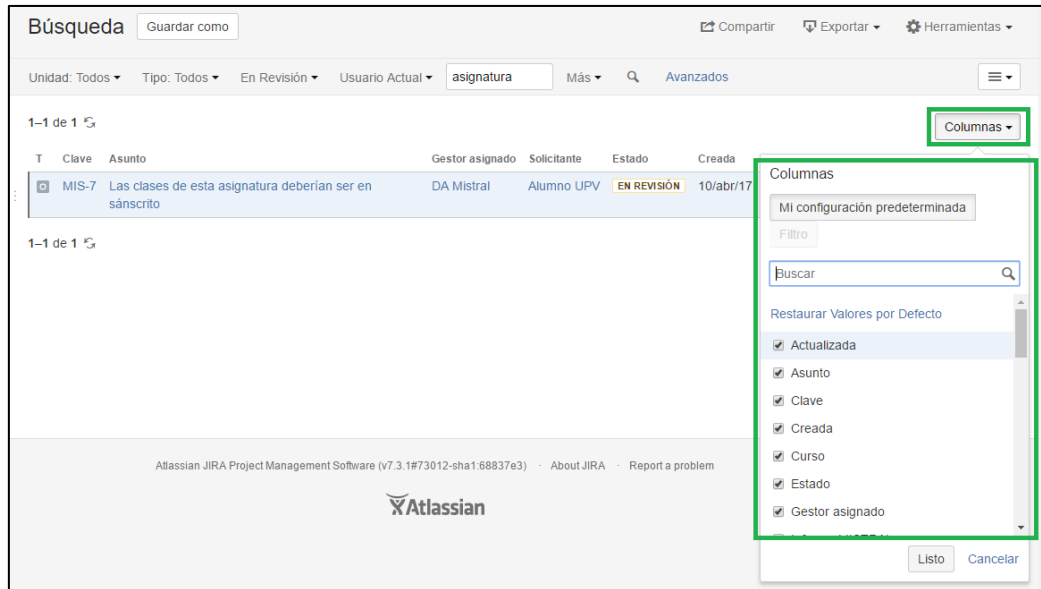 Búsqueda Guardar como Compartir Exportar Herramientas
Unidad: Todos Tipo: Todos En Revisión Usuario Actual asignatura Más Avanzados
1–1 de 1 Columnas
T Clave Asunto Gestor asignado Solicitante Estado Creada
MIS-7 Las clases de esta asignatura deberían ser en DA Mistral Alumno UPV EN REVISIÓN 10/abr/17
sánscrito
1–1 de 1
Columnas
Mi configuración predeterminada
Filtro
Buscar
Restaurar Valores por Defecto
Actualizada
Asunto
Clave
Creada
Curso
Estado
Gestor asignado
Listo Cancelar
Atlassian JIRA Project Management Software (v7.3.1#73012-sha1:68837e3) · About JIRA · Report a problem
Atlassian